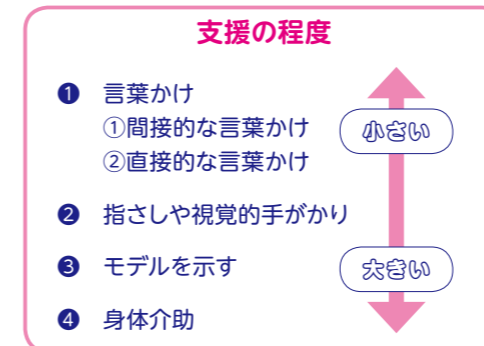 支援の程度
❶ 言葉かけ
①間接的な言葉かけ
②直接的な言葉かけ
❷ 指さしや視覚的手がかり
❸ モデルを示す
❹ 身体介助
小さい
大きい